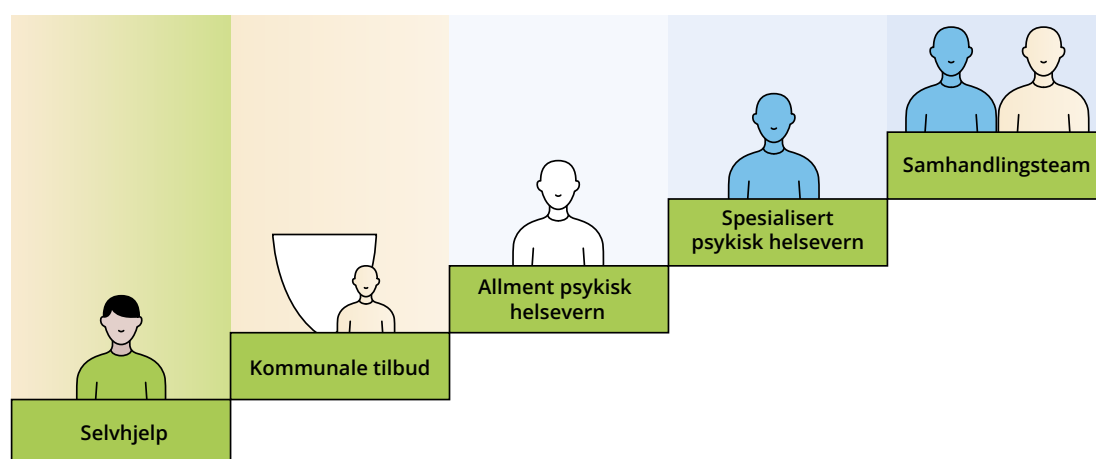 Selvhjelp
Kommunale tilbud
Allment psykisk
helsevern
Spesialisert
psykisk helsevern
Samhandlingsteam